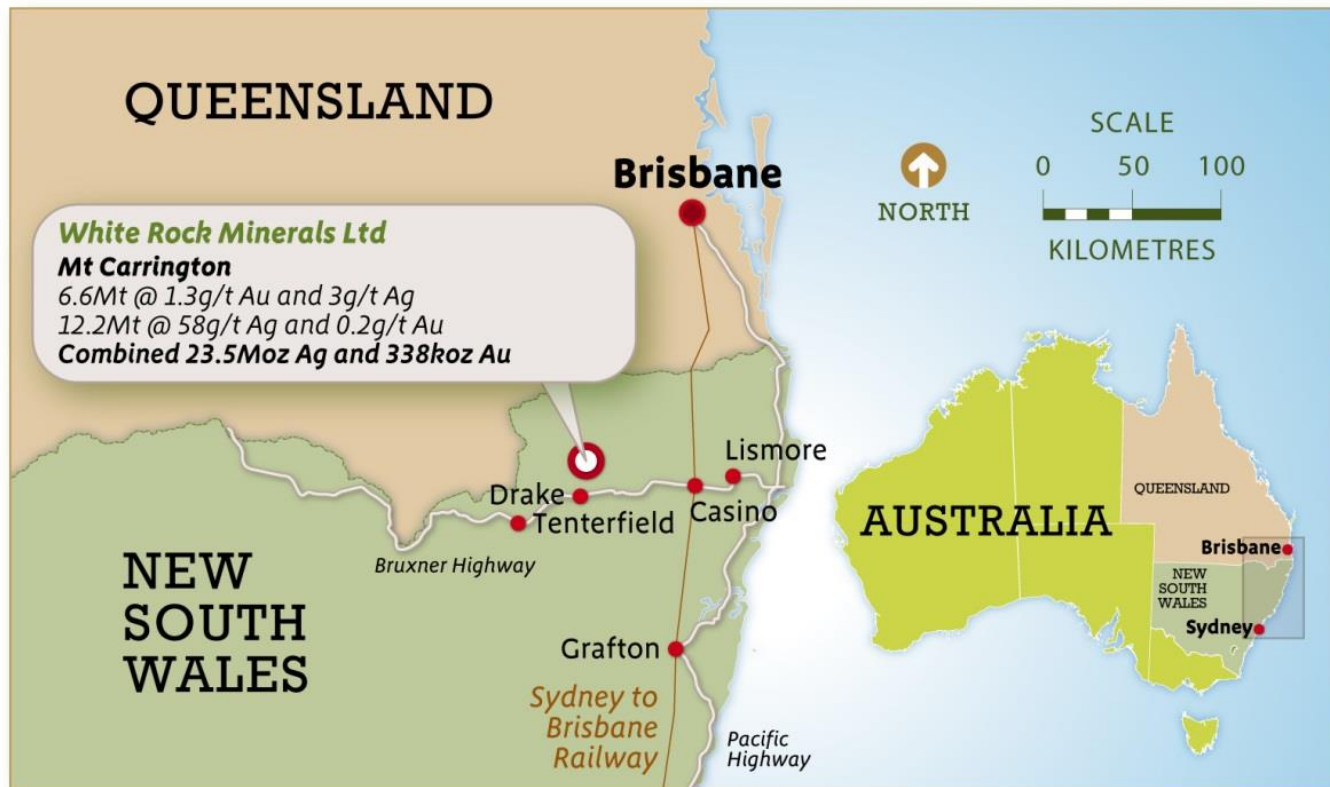 QUEENSLAND
Brisbane
White Rock Minerals Ltd
Mt Carrington
6.6Mt @ 1.3g/t Au and 3g/t Ag
12.2Mt @ 58g/t Ag and 0.2g/t Au
Combined 23.5Moz Ag and 338koz Au
Lismore
Drake
Tenterfield
Casino
Bruxner Highway
NEW
SOUTH
WALES
Grafton
Sydney to
Brisbane
Railway
Pacific
Highway
NORTH
SCALE
0 50 100
KILOMETRES
AUSTRALIA
QUEENSLAND
Brisbane
NEW
SOUTH
WALES
Sydney